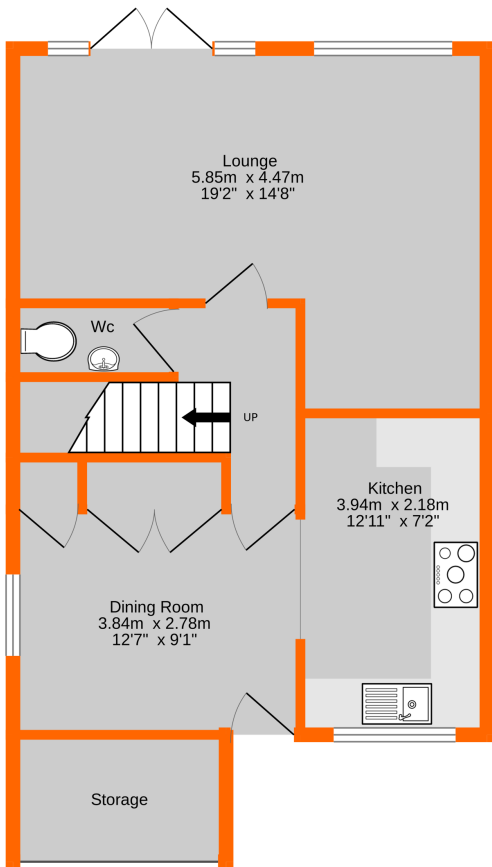 Lounge
5.85m x 4.47m
19'2" x 14'8"
Wc
UP
Kitchen
3.94m x 2.18m
12'11" x 7'2"
Dining Room
3.84m x 2.78m
12'7" x 9'1"
Storage